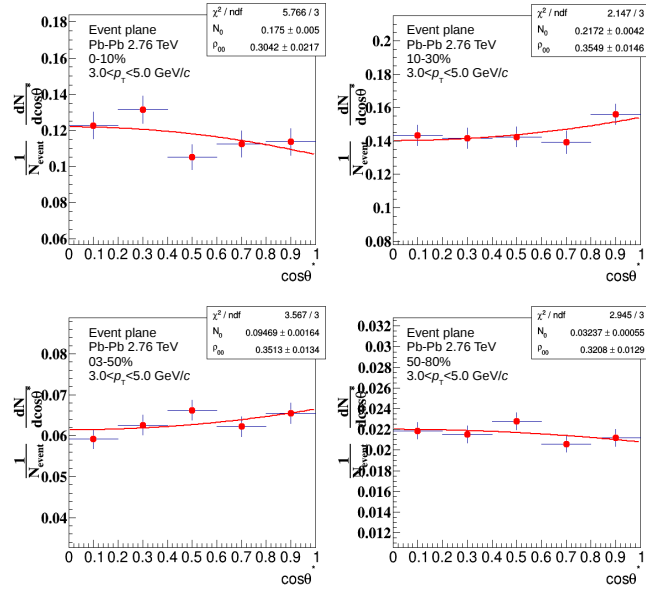 χ² / ndf 5.766 / 3
N₀ 0.175 ± 0.005
ρ₀₀ 0.3042 ± 0.0217
Event plane
Pb-Pb 2.76 TeV
0-10%
3.0<p_T<5.0 GeV/c
1/N_event dN/dcosθ*
0.18
0.16
0.14
0.12
0.1
0.08
0.06
0 0.1 0.2 0.3 0.4 0.5 0.6 0.7 0.8 0.9 1
cosθ*
χ² / ndf 2.147 / 3
N₀ 0.2172 ± 0.0042
ρ₀₀ 0.3549 ± 0.0146
Event plane
Pb-Pb 2.76 TeV
10-30%
3.0<p_T<5.0 GeV/c
1/N_event dN/dcosθ*
0.2
0.18
0.16
0.14
0.12
0.1
0.08
0 0.1 0.2 0.3 0.4 0.5 0.6 0.7 0.8 0.9 1
cosθ*
χ² / ndf 3.567 / 3
N₀ 0.09469 ± 0.00164
ρ₀₀ 0.3513 ± 0.0134
Event plane
Pb-Pb 2.76 TeV
03-50%
3.0<p_T<5.0 GeV/c
1/N_event dN/dcosθ*
0.08
0.07
0.06
0.05
0.04
0 0.1 0.2 0.3 0.4 0.5 0.6 0.7 0.8 0.9 1
cosθ*
χ² / ndf 2.945 / 3
N₀ 0.03237 ± 0.00055
ρ₀₀ 0.3208 ± 0.0129
Event plane
Pb-Pb 2.76 TeV
50-80%
3.0<p_T<5.0 GeV/c
1/N_event dN/dcosθ*
0.032
0.03
0.028
0.026
0.024
0.022
0.02
0.018
0.016
0.014
0.012
0 0.1 0.2 0.3 0.4 0.5 0.6 0.7 0.8 0.9 1
cosθ*